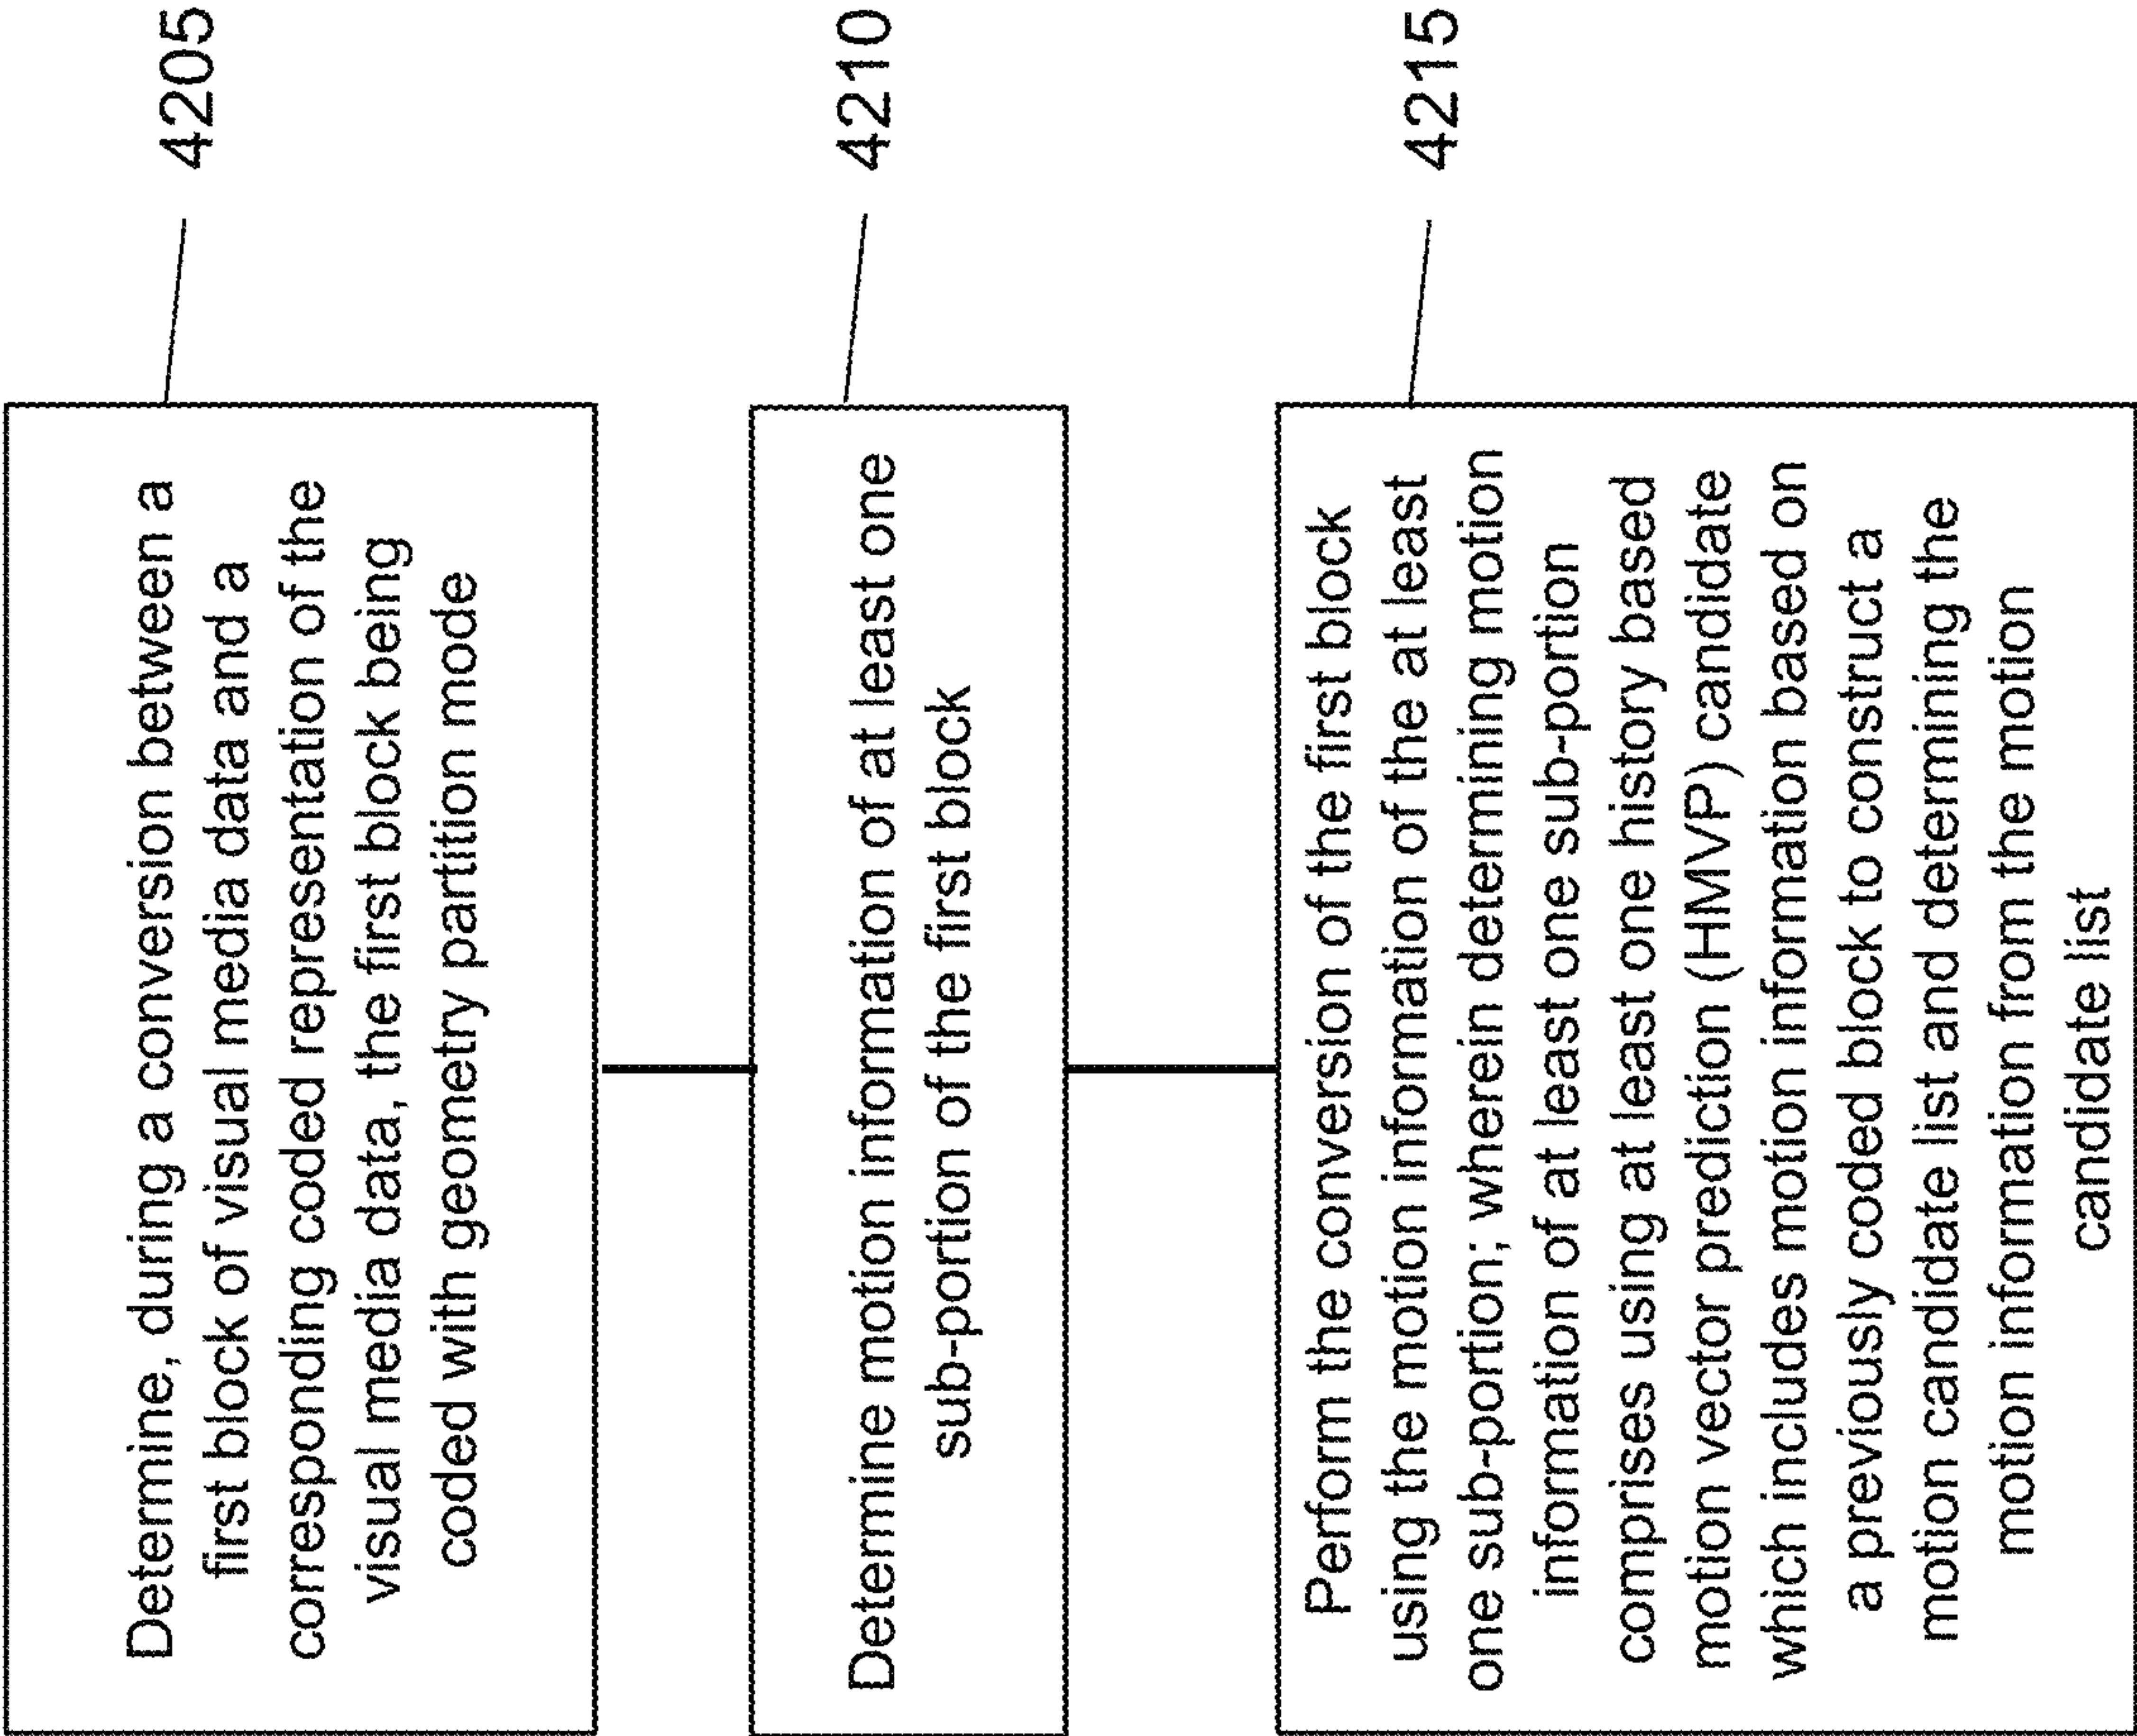 Determine, during a conversion between a
first block of visual media data and a
corresponding coded representation of the
visual media data, the first block being
coded with geometry partition mode
4205
Determine motion information of at least one
sub-portion of the first block
4210
Perform the conversion of the first block
using the motion information of the at least
one sub-portion; wherein determining motion
information of at least one sub-portion
comprises using at least one history based
motion vector prediction (HMVP) candidate
which includes motion information based on
a previously coded block to construct a
motion candidate list and determining the
motion information from the motion
candidate list
4215